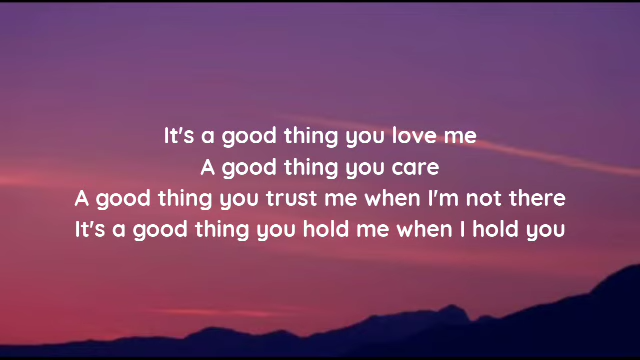 It's a good thing you love me
A good thing you care
A good thing you trust me when I'm not there
It's a good thing you hold me when I hold you